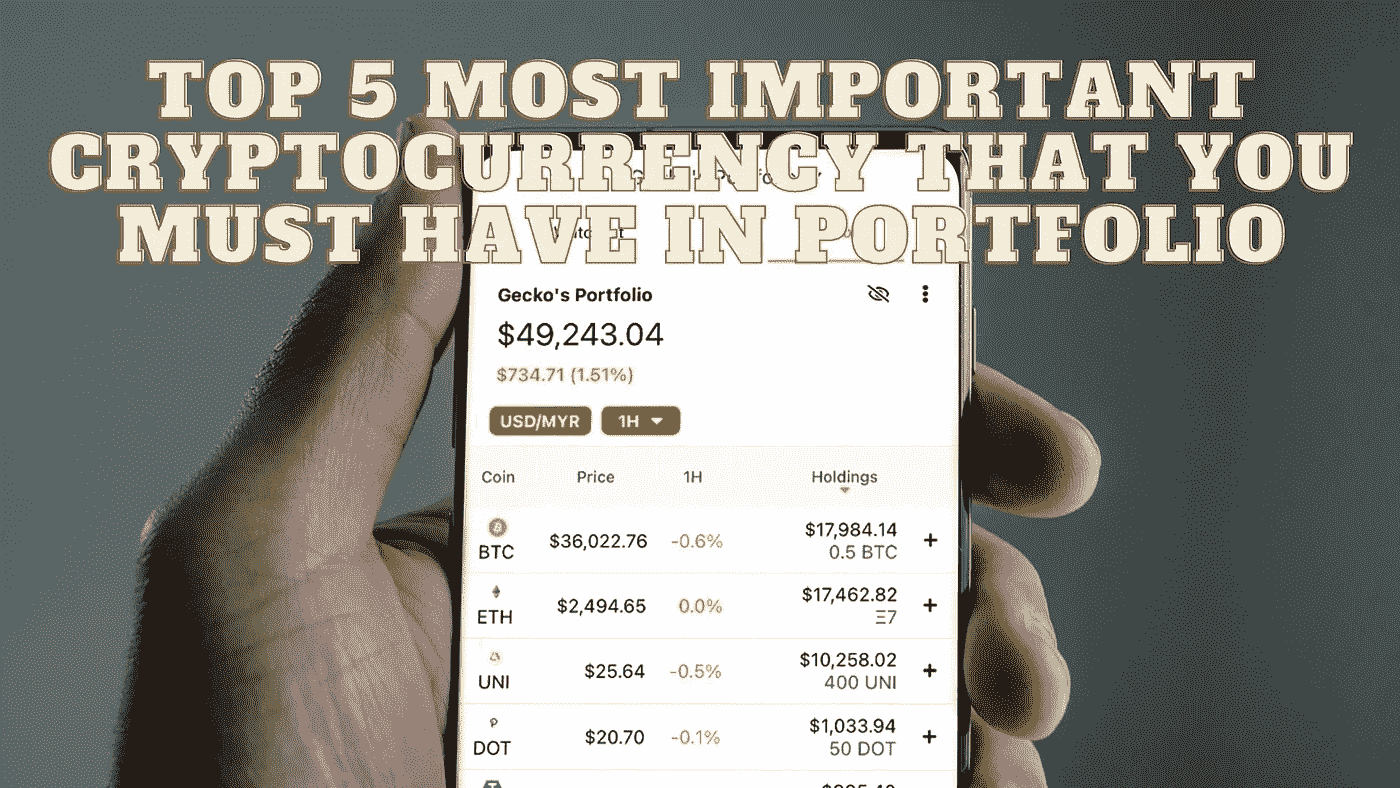 TOP 5 MOST IMPORTANT
CRYPTOCURRENCY THAT YOU
MUST HAVE IN PORTFOLIO
Gecko's Portfolio
$49,243.04
$734.71 (1.51%)
USD/MYR 1H
Coin Price 1H Holdings
$17,984.14
BTC $36,022.76 -0.6% 0.5 BTC +
$17,462.82
ETH $2,494.65 0.0% Ξ7 +
$10,258.02
UNI $25.64 -0.5% 400 UNI +
$1,033.94
DOT $20.70 -0.1% 50 DOT +